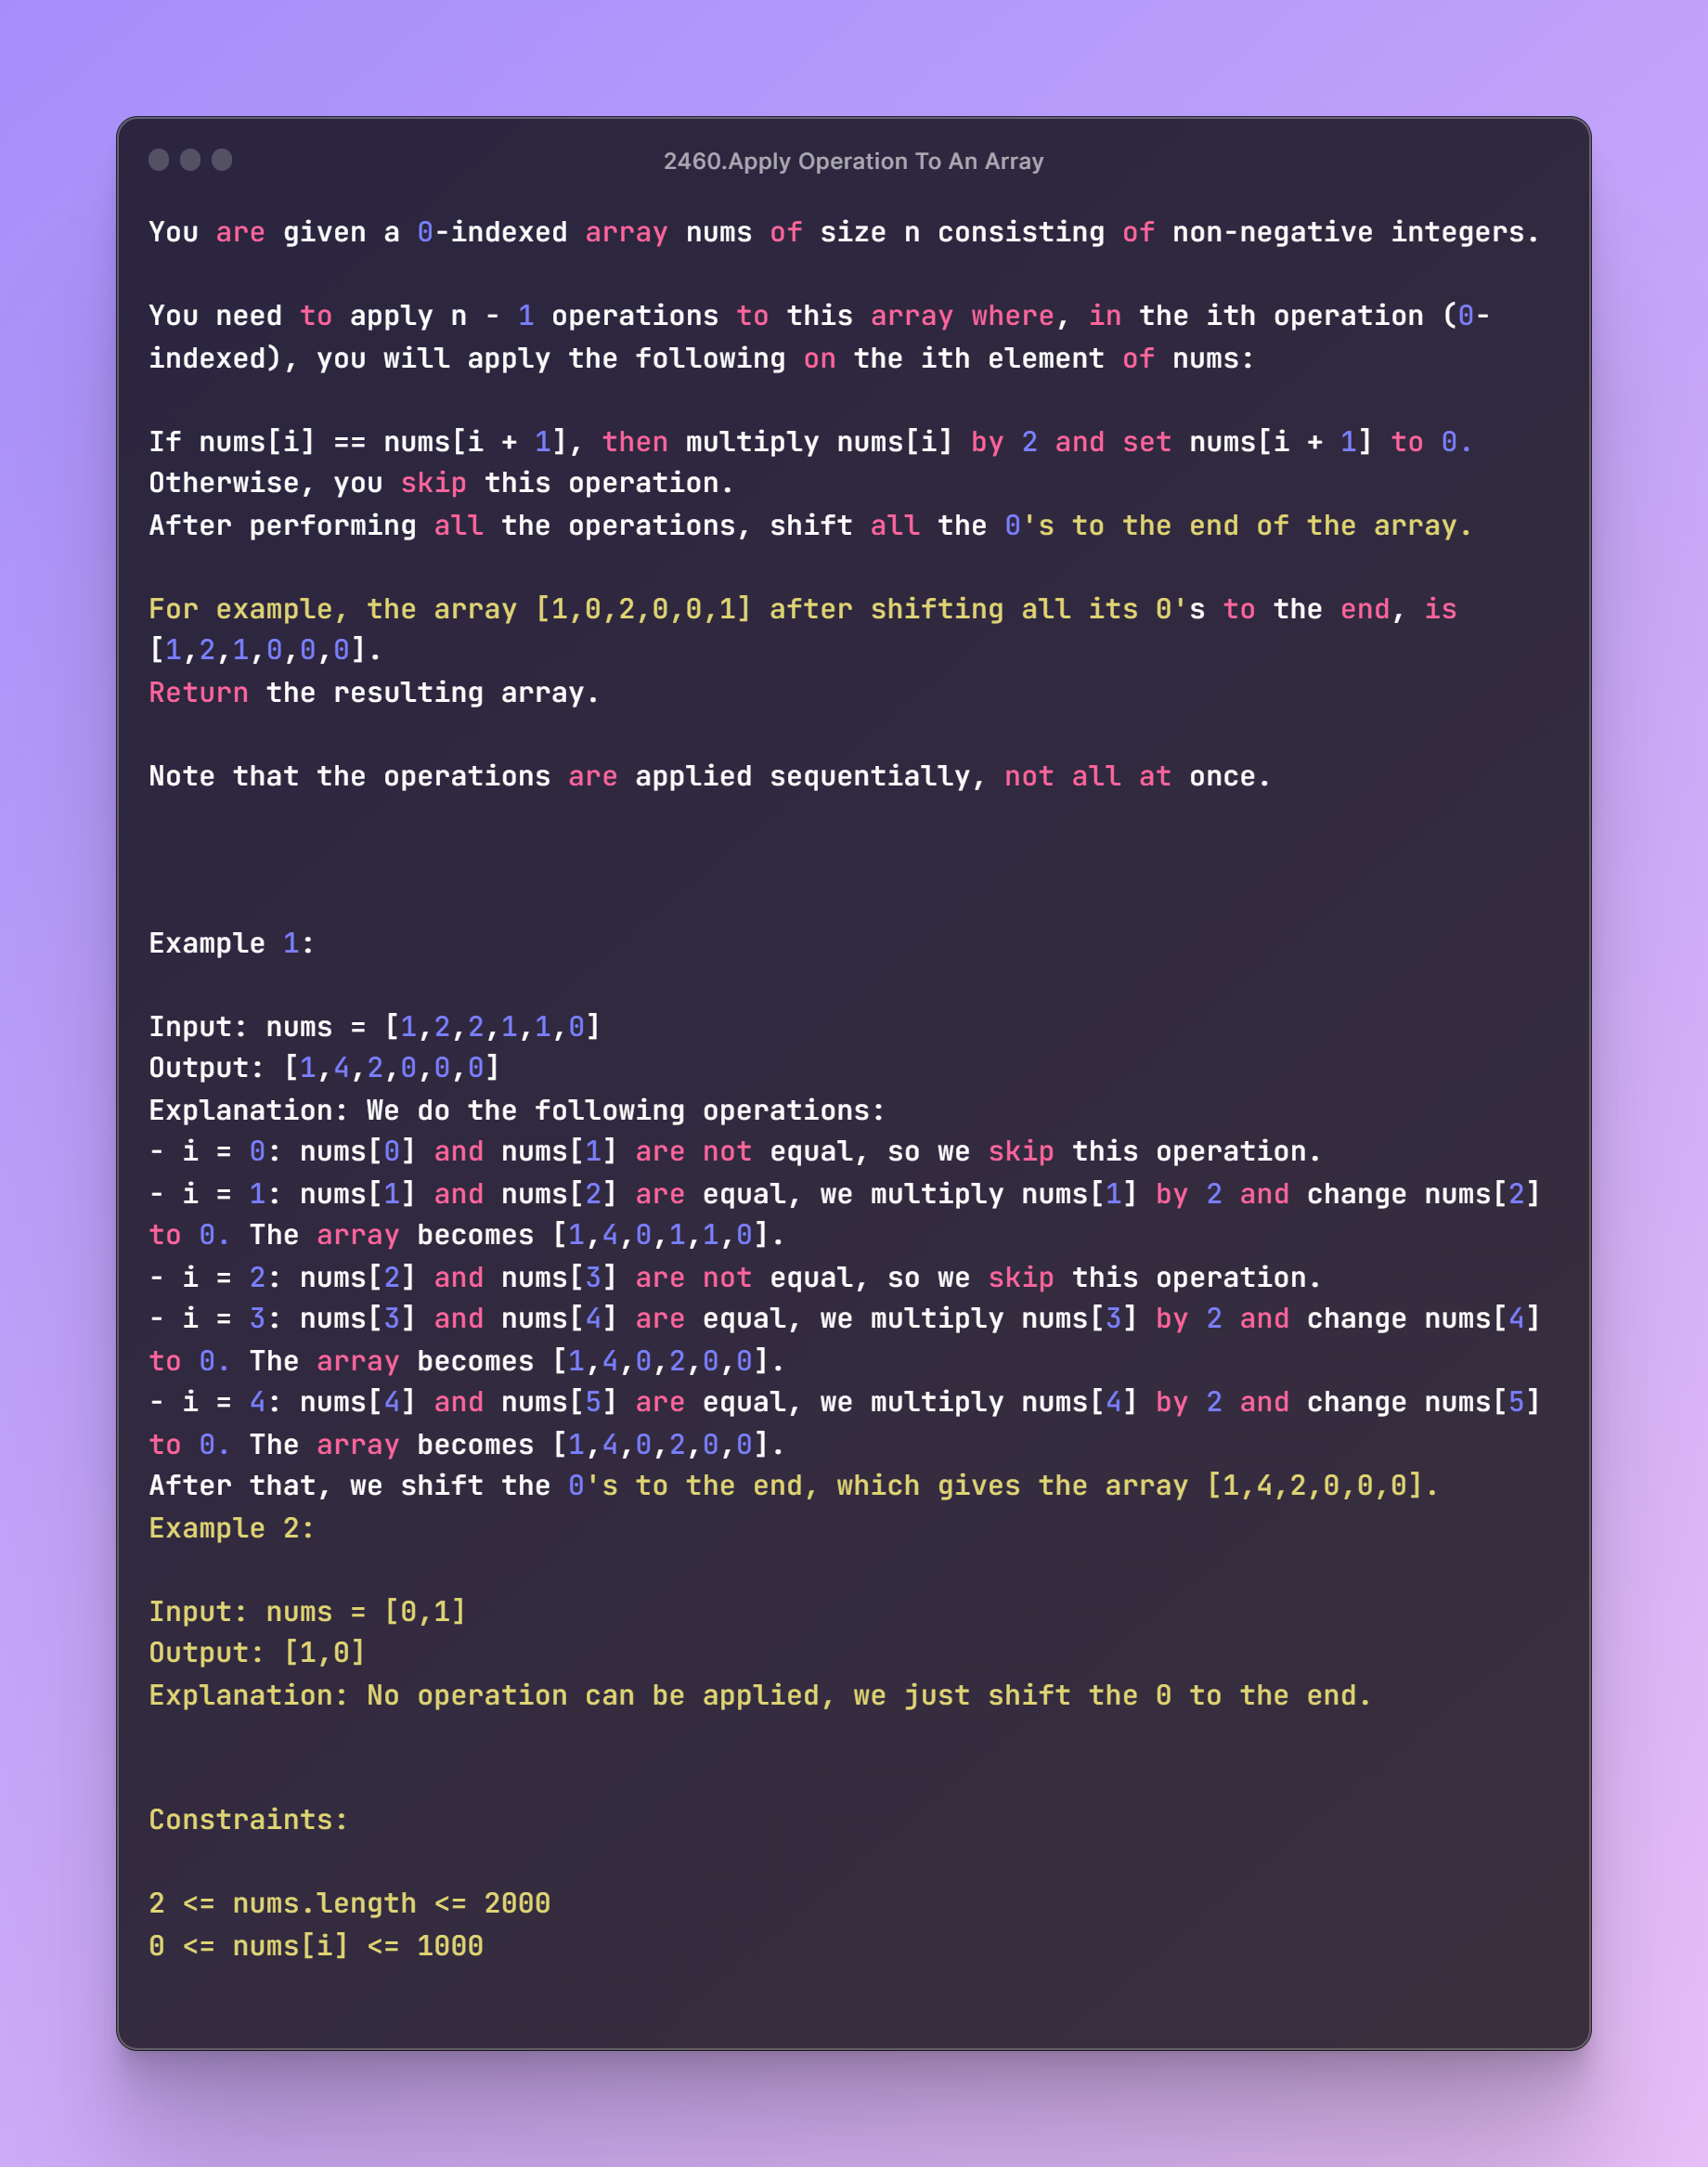 2460.Apply Operation To An Array
You are given a 0-indexed array nums of size n consisting of non-negative integers.
You need to apply n - 1 operations to this array where, in the ith operation (0-
indexed), you will apply the following on the ith element of nums:
If nums[i] == nums[i + 1], then multiply nums[i] by 2 and set nums[i + 1] to 0.
Otherwise, you skip this operation.
After performing all the operations, shift all the 0's to the end of the array.
For example, the array [1,0,2,0,0,1] after shifting all its 0's to the end, is
[1,2,1,0,0,0].
Return the resulting array.
Note that the operations are applied sequentially, not all at once.
Example 1:
Input: nums = [1,2,2,1,1,0]
Output: [1,4,2,0,0,0]
Explanation: We do the following operations:
- i = 0: nums[0] and nums[1] are not equal, so we skip this operation.
- i = 1: nums[1] and nums[2] are equal, we multiply nums[1] by 2 and change nums[2]
to 0. The array becomes [1,4,0,1,1,0].
- i = 2: nums[2] and nums[3] are not equal, so we skip this operation.
- i = 3: nums[3] and nums[4] are equal, we multiply nums[3] by 2 and change nums[4]
to 0. The array becomes [1,4,0,2,0,0].
- i = 4: nums[4] and nums[5] are equal, we multiply nums[4] by 2 and change nums[5]
to 0. The array becomes [1,4,0,2,0,0].
After that, we shift the 0's to the end, which gives the array [1,4,2,0,0,0].
Example 2:
Input: nums = [0,1]
Output: [1,0]
Explanation: No operation can be applied, we just shift the 0 to the end.
Constraints:
2 <= nums.length <= 2000
0 <= nums[i] <= 1000